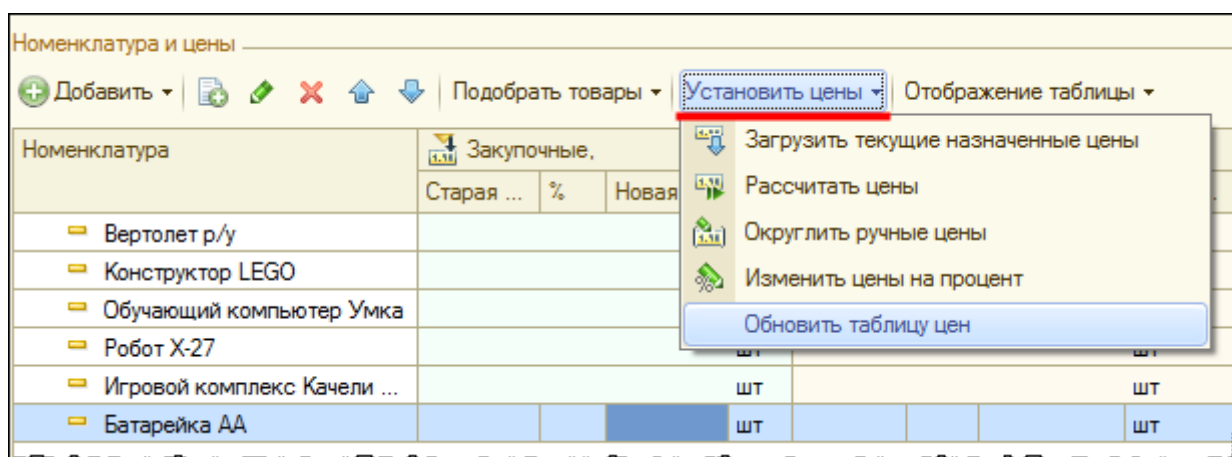 Номенклатура и цены
Добавить Подобрать товары Установить цены Отображение таблицы
Номенклатура Закупочные, Загрузить текущие назначенные цены
Старая ... % Новая Рассчитать цены
Вертолет р/у Округлить ручные цены
Конструктор LEGO Изменить цены на процент
Обучающий компьютер Умка Обновить таблицу цен
Робот X-27
Игровой комплекс Качели ... шт шт
Батарейка АА шт шт